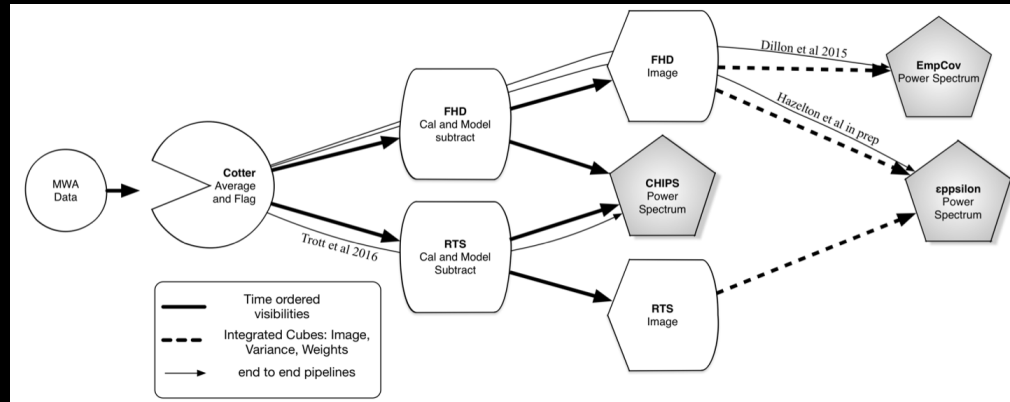 MWA
Data
Cotter
Average
and Flag
FHD
Cal and Model
subtract
RTS
Cal and Model
Subtract
Trott et al 2016
FHD
Image
CHIPS
Power
Spectrum
RTS
Image
Dillon et al 2015
Hazelton et al in prep
EmpCov
Power Spectrum
εppsilon
Power
Spectrum
Time ordered
visibilities
Integrated Cubes: Image,
Variance, Weights
end to end pipelines